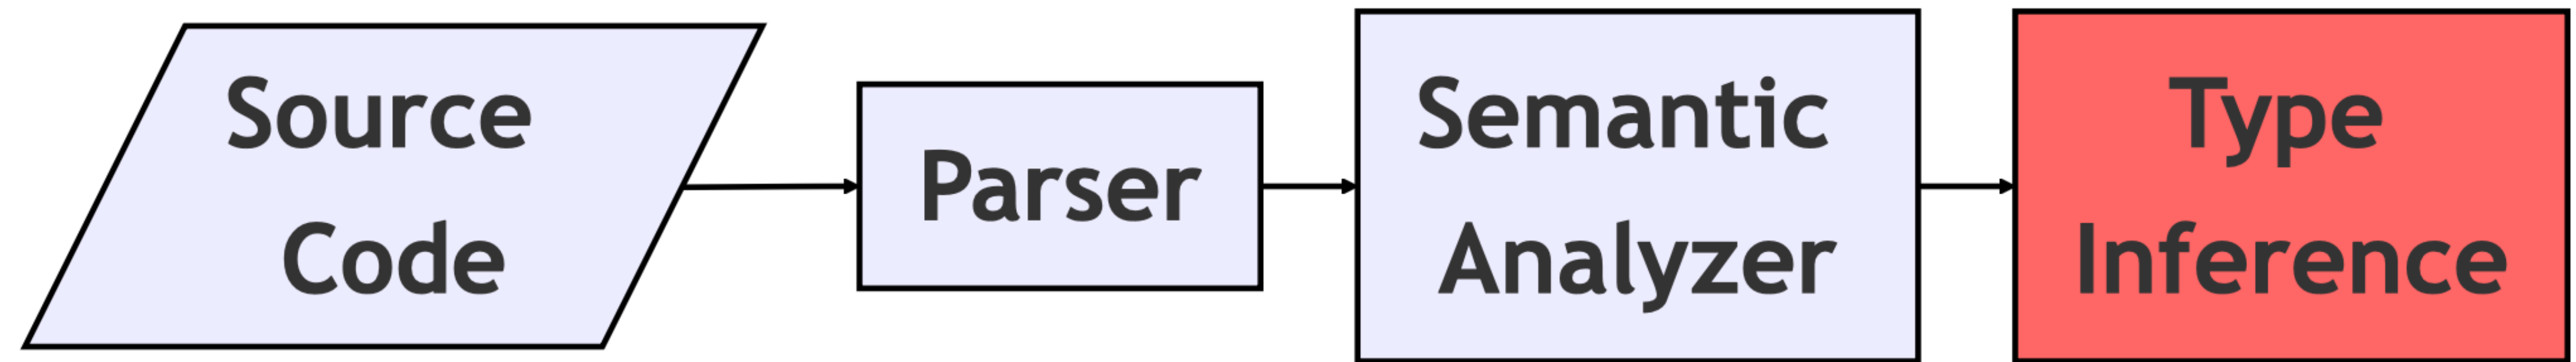 Source
Code
Parser
Semantic
Analyzer
Type
Inference